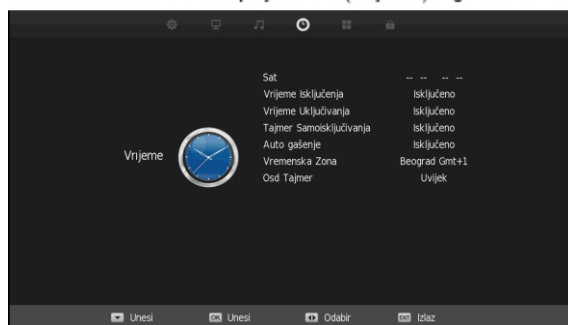 Sat -- -- -- --
Vrijeme Isključenja Isključeno
Vrijeme Uključivanja Isključeno
Tajmer Samoisključivanja Isključeno
Auto gašenje Isključeno
Vrijeme
Vremenska Zona Beograd Gmt+1
Osd Tajmer Uvijek
Unesi OK Unesi Odabir EXIT Izlaz